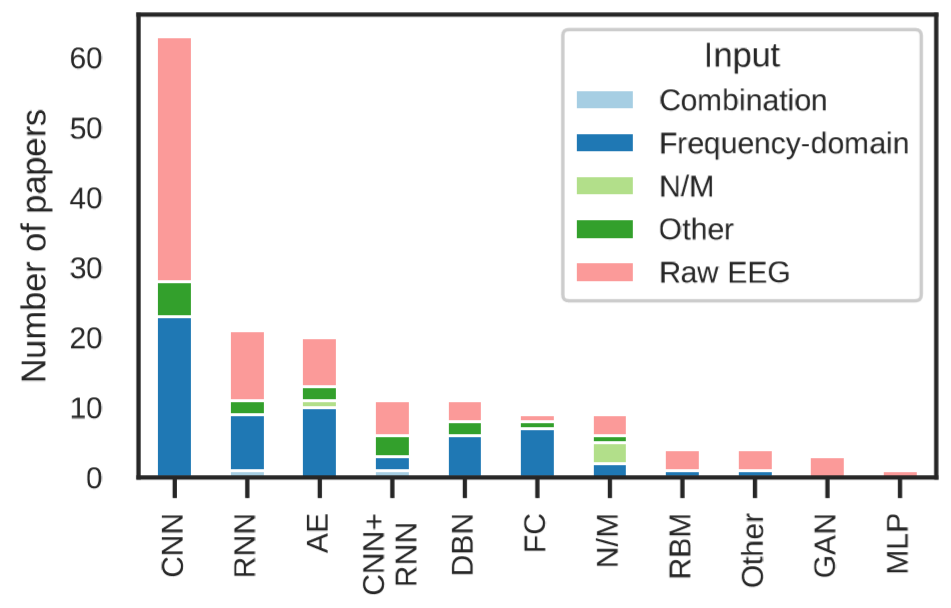 Number of papers
60
50
40
30
20
10
0
Input
Combination
Frequency-domain
N/M
Other
Raw EEG
CNN
RNN
AE
CNN+
RNN
DBN
FC
N/M
RBM
Other
GAN
MLP